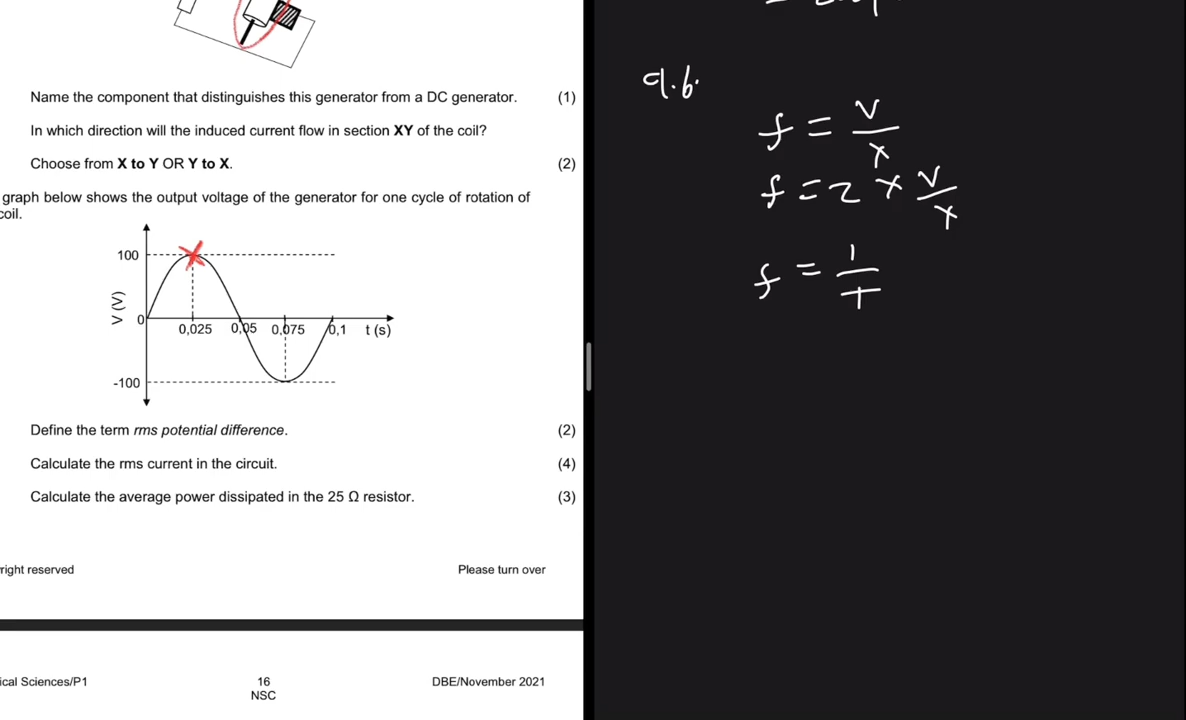 Name the component that distinguishes this generator from a DC generator. (1)
In which direction will the induced current flow in section XY of the coil?
Choose from X to Y OR Y to X. (2)
graph below shows the output voltage of the generator for one cycle of rotation of
coil.
100
V (V)
0
0,025 0,05 0,075 0,1 t (s)
-100
Define the term rms potential difference. (2)
Calculate the rms current in the circuit. (4)
Calculate the average power dissipated in the 25 Ω resistor. (3)
right reserved Please turn over
ical Sciences/P1 16 DBE/November 2021
NSC
9.6.
f = v/x
f = 2 x v/x
f = 1/T